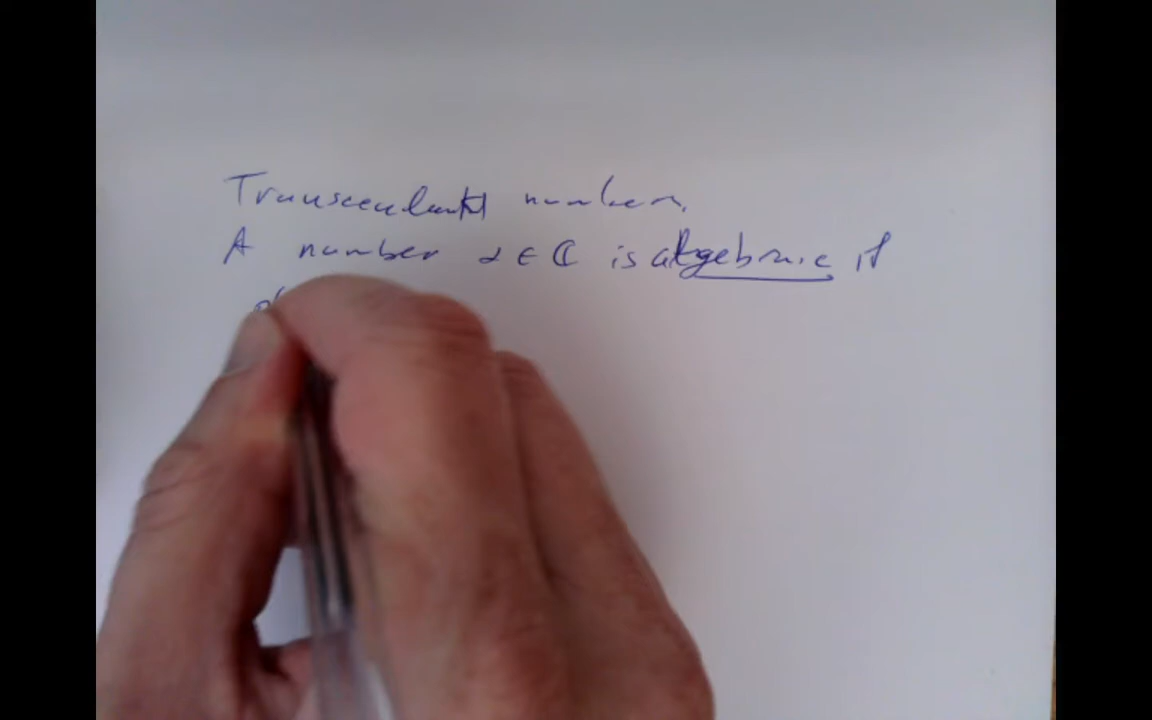 Transcendental numbers.
A number α ∈ ℂ is algebraic if